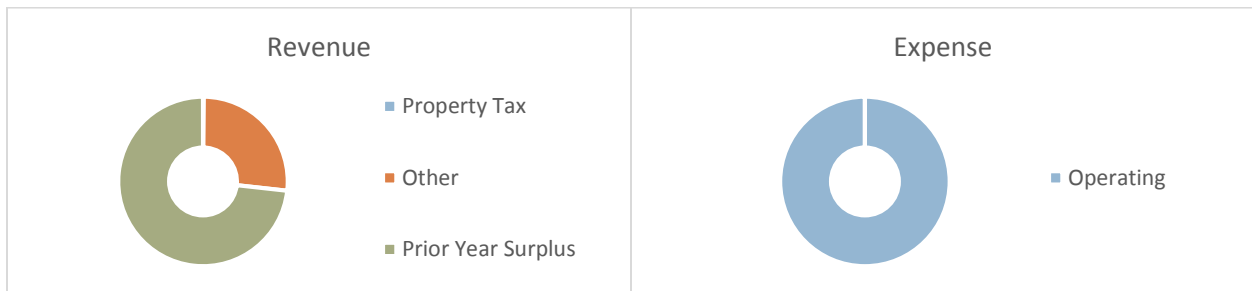 Revenue
Property Tax
Other
Prior Year Surplus
Expense
Operating